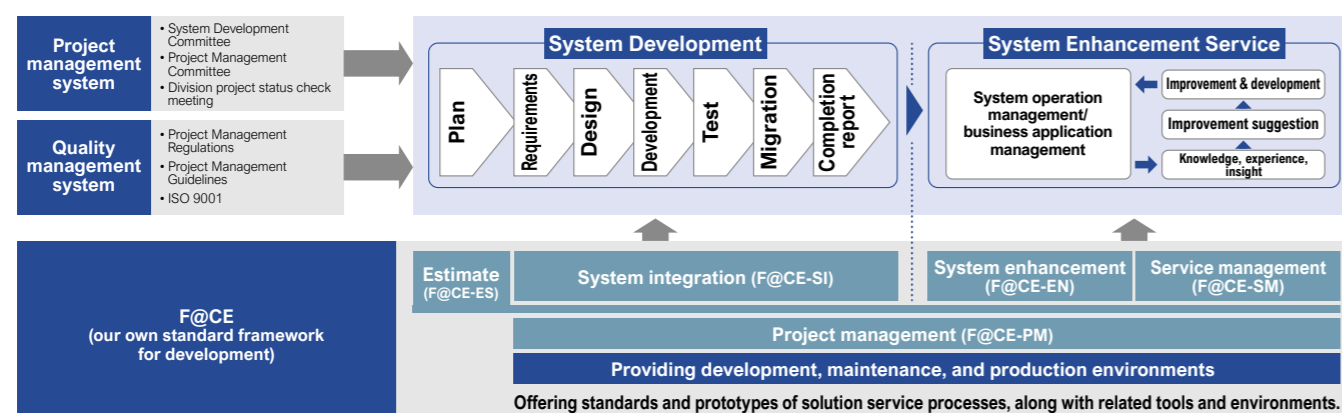 Project
management
system
• System Development
Committee
• Project Management
Committee
• Division project status check
meeting
Quality
management
system
• Project Management
Regulations
• Project Management
Guidelines
• ISO 9001
System Development
Plan
Requirements
Design
Development
Test
Migration
Completion
report
System Enhancement Service
System operation
management/
business application
management
Improvement & development
Improvement suggestion
Knowledge, experience,
insight
F@CE
(our own standard framework
for development)
Estimate
(F@CE-ES)
System integration (F@CE-SI)
System enhancement
(F@CE-EN)
Service management
(F@CE-SM)
Project management (F@CE-PM)
Providing development, maintenance, and production environments
Offering standards and prototypes of solution service processes, along with related tools and environments.